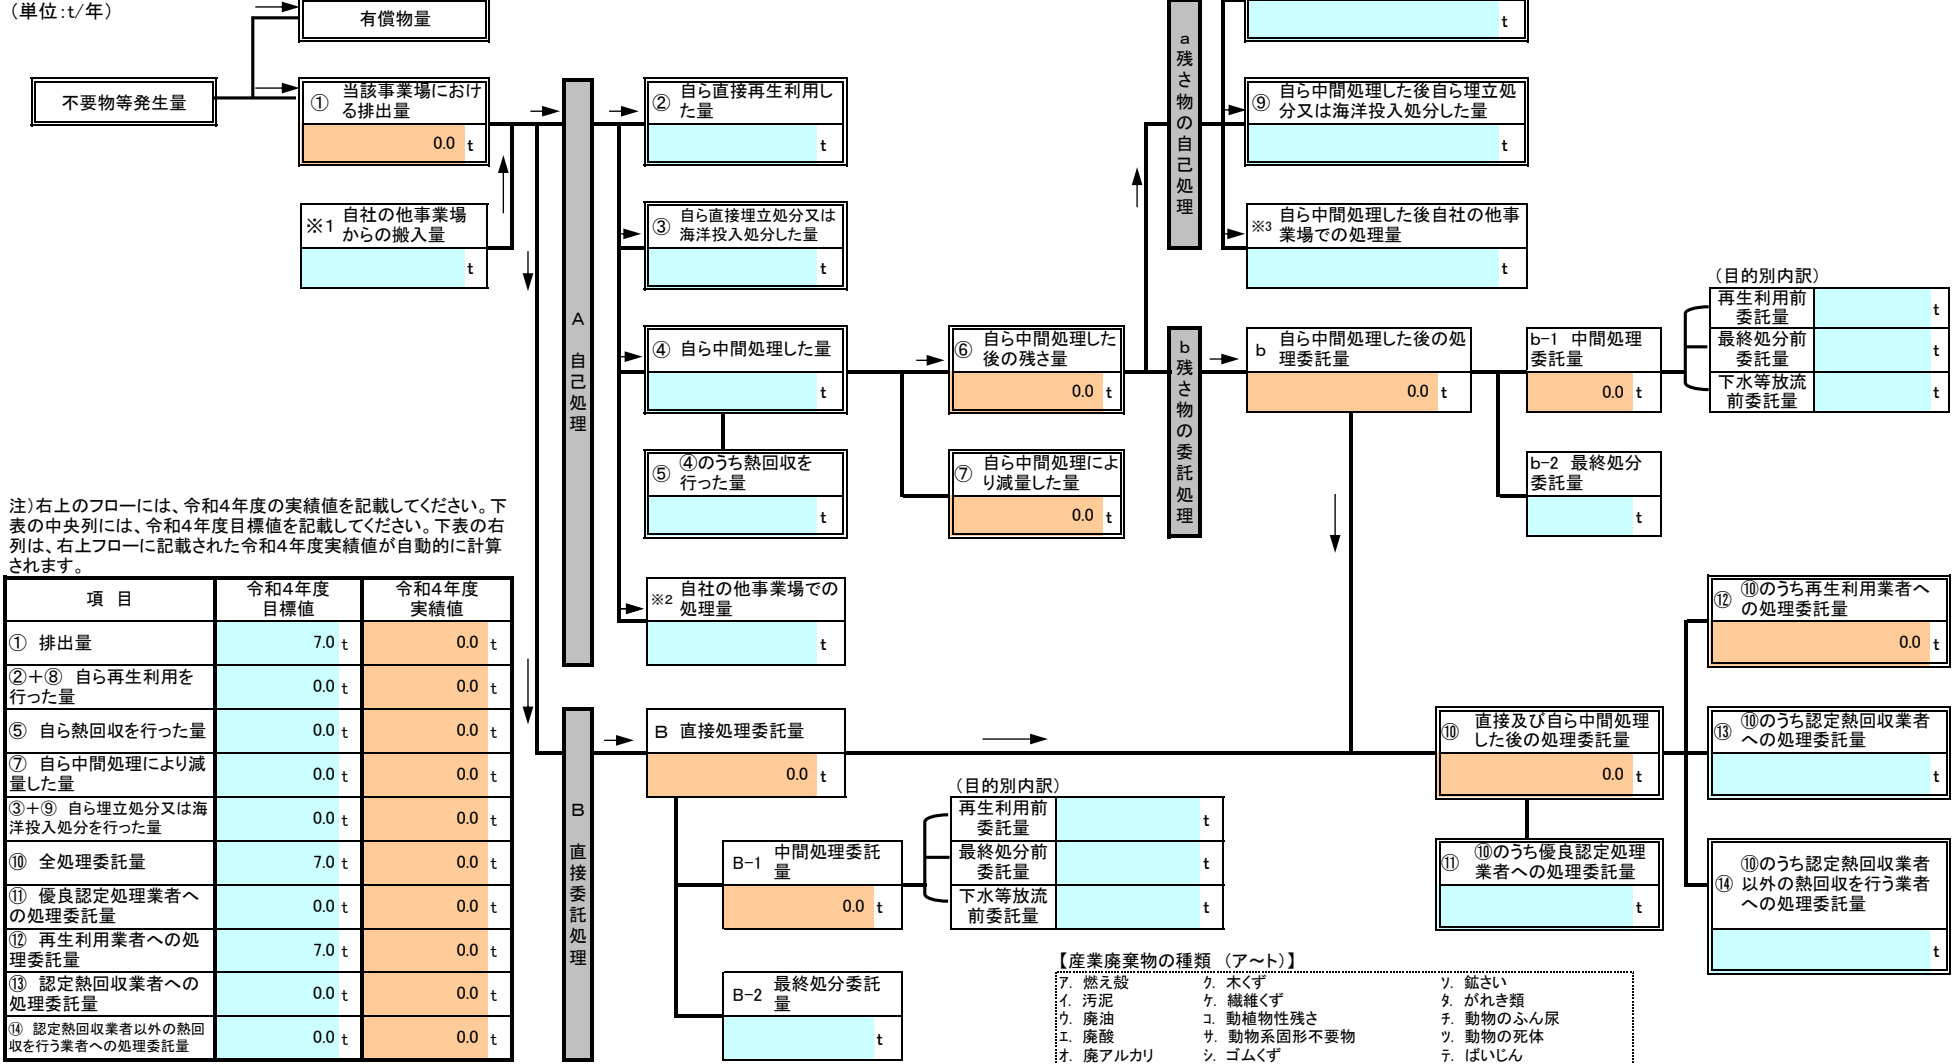 （単位:t/年）
有償物量
不要物等発生量
① 当該事業場におけ
る排出量
0.0 t
※1 自社の他事業場
からの搬入量
t
A 自己処理
② 自ら直接再生利用し
た量
t
③ 自ら直接埋立処分又は
海洋投入処分した量
t
④ 自ら中間処理した量
t
⑤ ④のうち熱回収を
行った量
t
※2 自社の他事業場での
処理量
t
⑥ 自ら中間処理した
後の残さ量
0.0 t
⑦ 自ら中間処理によ
り減量した量
0.0 t
a 残さ物の自己処理
t
⑨ 自ら中間処理した後自ら埋立処
分又は海洋投入処分した量
t
※3 自ら中間処理した後自社の他事
業場での処理量
t
b 残さ物の委託処理
b 自ら中間処理した後の処
理委託量
0.0 t
b-1 中間処理
委託量
0.0 t
b-2 最終処分
委託量
t
（目的別内訳）
再生利用前
委託量
t
最終処分前
委託量
t
下水等放流
前委託量
t
注）右上のフローには、令和4年度の実績値を記載してください。下
表の中央列には、令和4年度目標値を記載してください。下表の右
列は、右上フローに記載された令和4年度実績値が自動的に計算
されます。
項 目 令和4年度 令和4年度
目標値 実績値
① 排出量 7.0 t 0.0 t
②＋⑧ 自ら再生利用を
行った量 0.0 t 0.0 t
⑤ 自ら熱回収を行った量 0.0 t 0.0 t
⑦ 自ら中間処理により減
量した量 0.0 t 0.0 t
③＋⑨ 自ら埋立処分又は海
洋投入処分を行った量 0.0 t 0.0 t
⑩ 全処理委託量 7.0 t 0.0 t
⑪ 優良認定処理業者へ
の処理委託量 0.0 t 0.0 t
⑫ 再生利用業者への処
理委託量 7.0 t 0.0 t
⑬ 認定熱回収業者への
処理委託量 0.0 t 0.0 t
⑭ 認定熱回収業者以外の熱回
収を行う業者への処理委託量 0.0 t 0.0 t
B 直接委託処理
B 直接処理委託量
0.0 t
B-1 中間処理委託
量
0.0 t
B-2 最終処分委託
量
t
（目的別内訳）
再生利用前
委託量
t
最終処分前
委託量
t
下水等放流
前委託量
t
⑩ 直接及び自ら中間処理
した後の処理委託量
0.0 t
⑪ ⑩のうち優良認定処理
業者への処理委託量
t
⑫ ⑩のうち再生利用業者へ
の処理委託量
0.0 t
⑬ ⑩のうち認定熱回収業者
への処理委託量
t
⑭ ⑩のうち認定熱回収業者
以外の熱回収を行う業者
への処理委託量
t
【産業廃棄物の種類 （ア～ト）】
ア. 燃え殻 ク. 木くず ソ. 鉱さい
イ. 汚泥 ケ. 繊維くず タ. がれき類
ウ. 廃油 コ. 動植物性残さ チ. 動物のふん尿
エ. 廃酸 サ. 動物系固形不要物 ツ. 動物の死体
オ. 廃アルカリ シ. ゴムくず テ. ばいじん